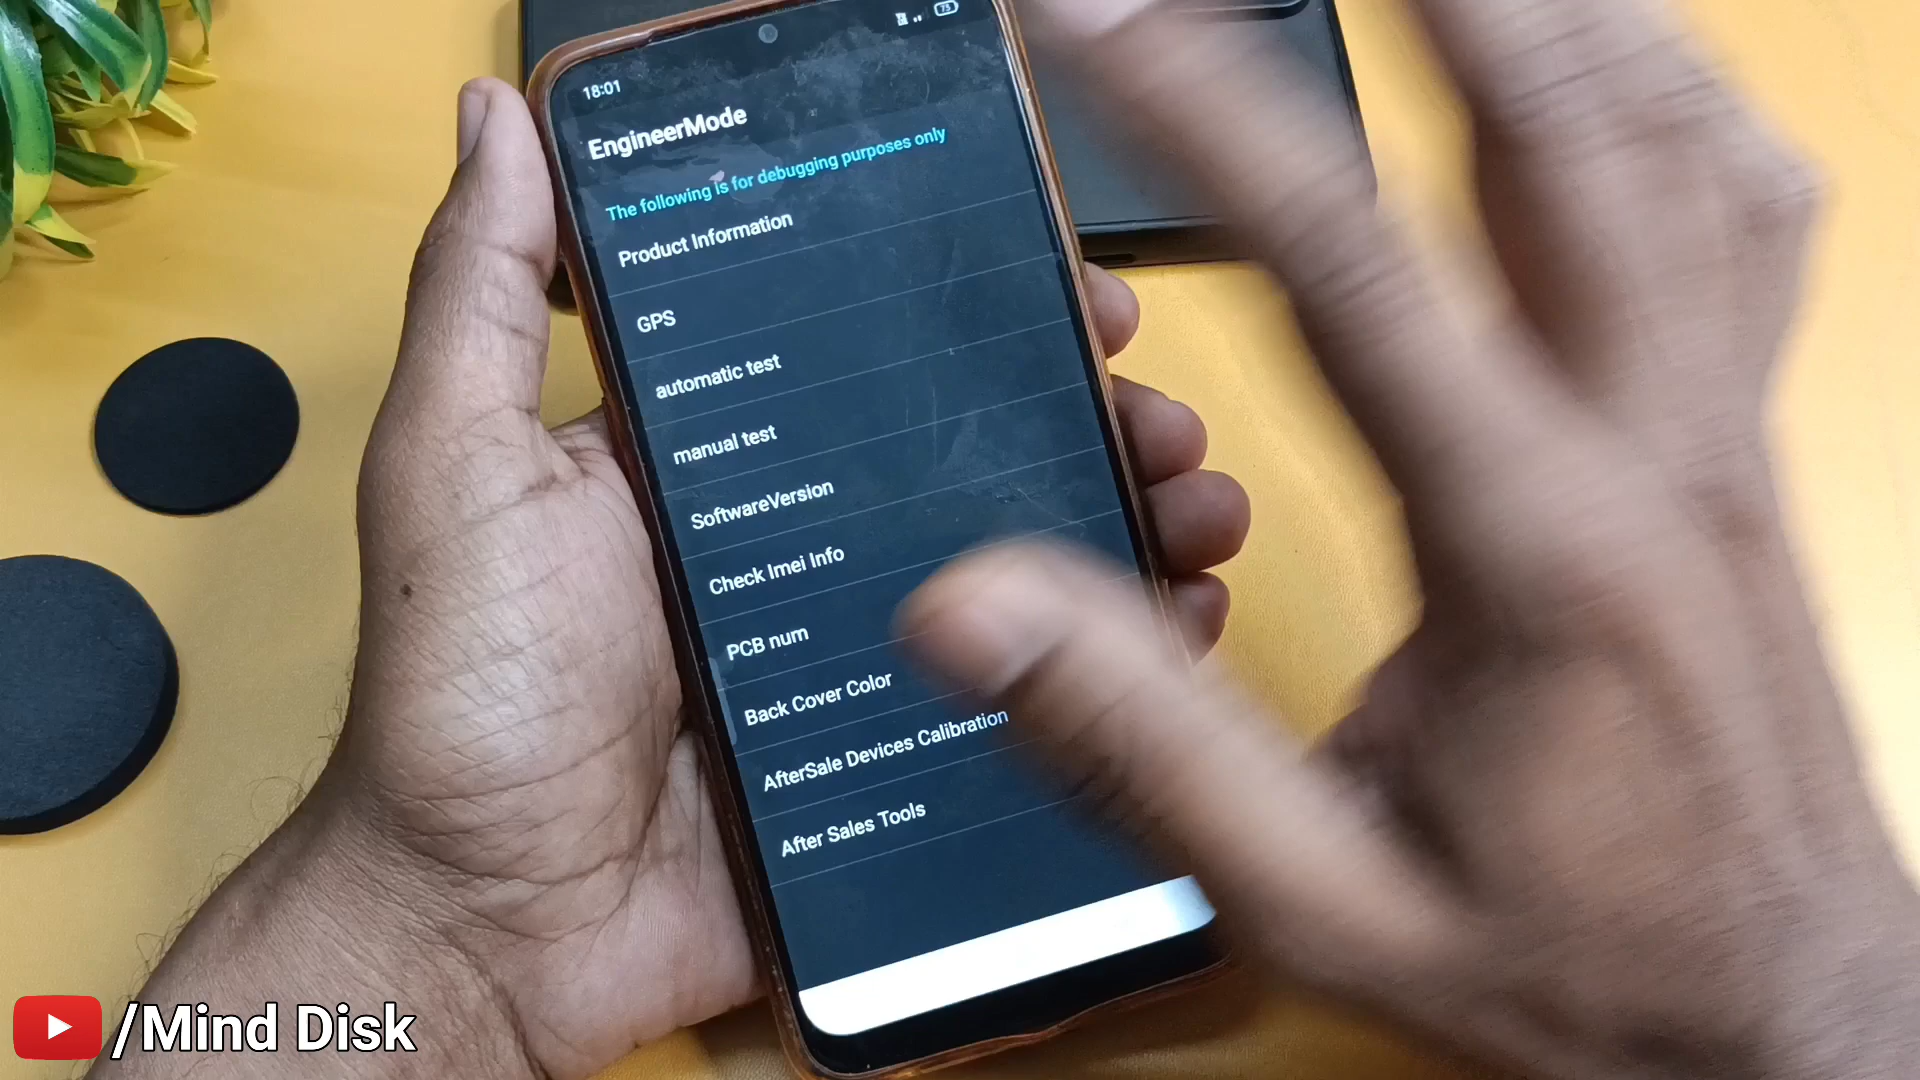 18:01
75
EngineerMode
The following is for debugging purposes only
Product Information
GPS
automatic test
manual test
SoftwareVersion
Check Imei Info
PCB num
Back Cover Color
AfterSale Devices Calibration
After Sales Tools
/Mind Disk